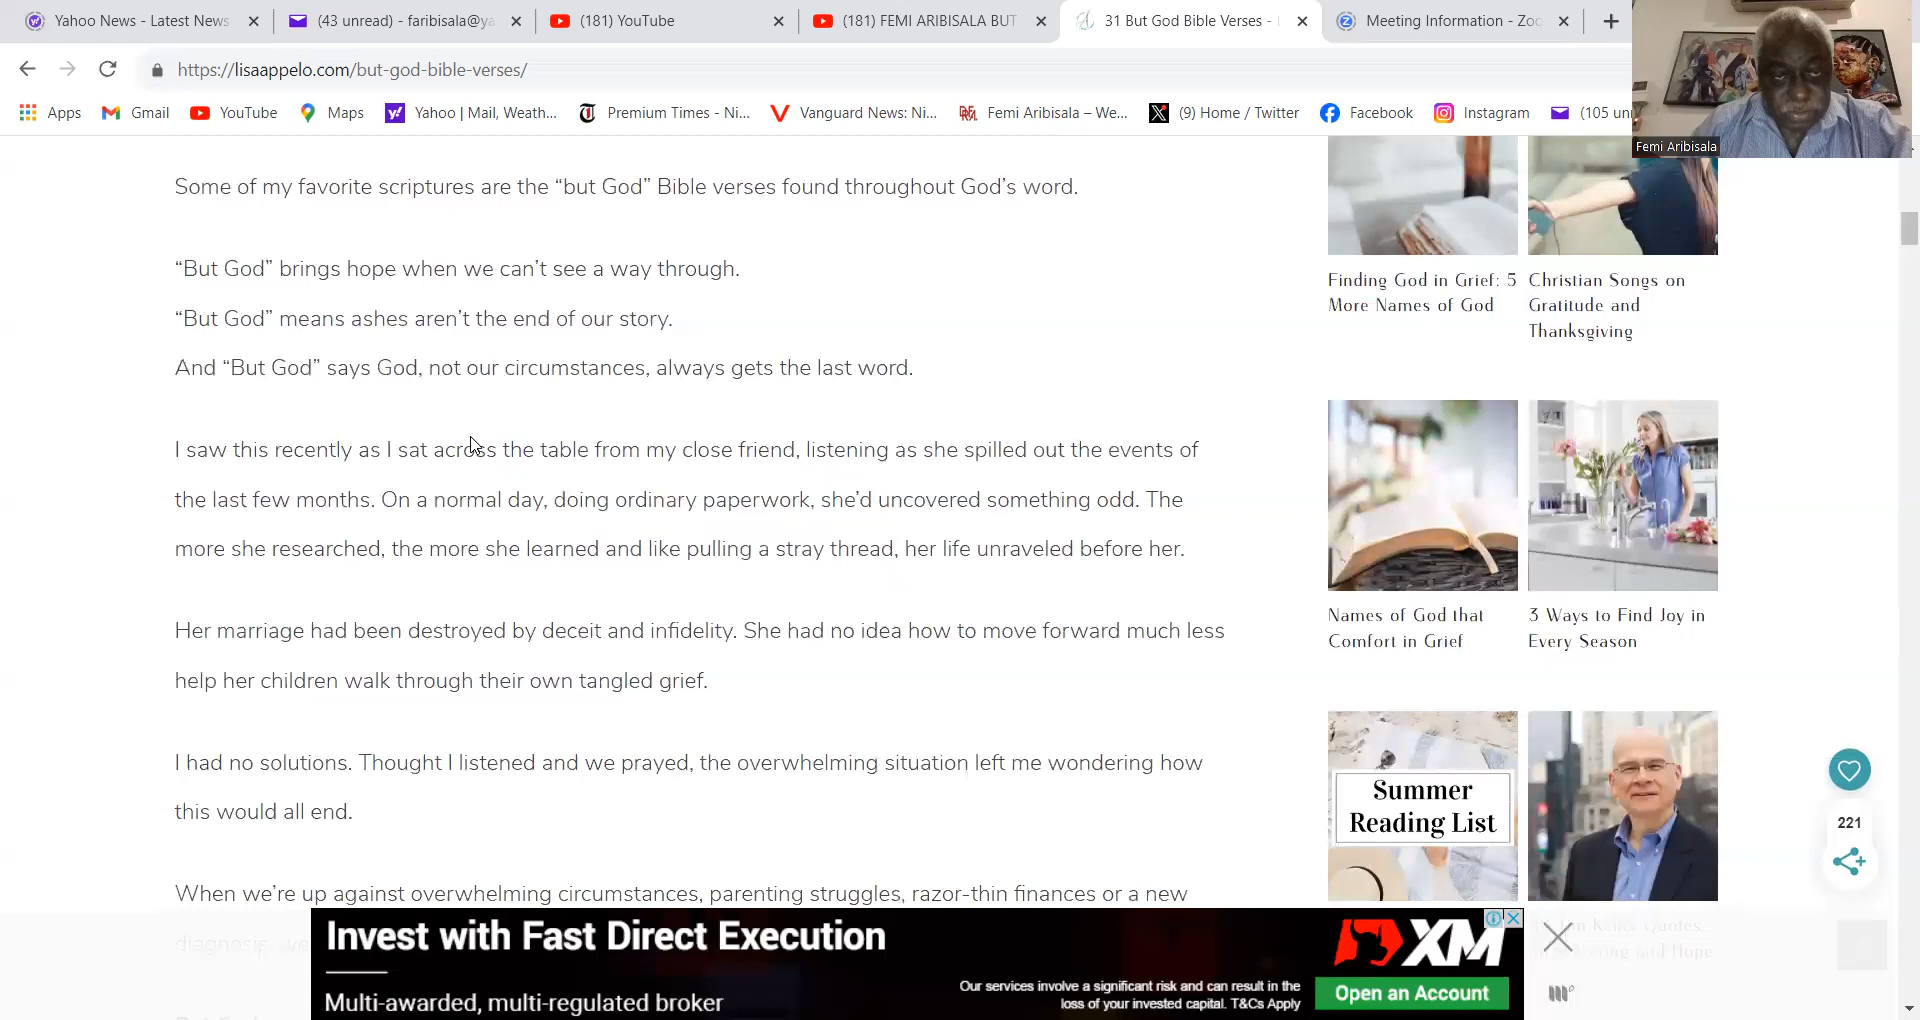 Yahoo News - Latest News
(43 unread) - faribisala@ya
(181) YouTube
(181) FEMI ARIBISALA BUT
31 But God Bible Verses -
Meeting Information - Zoo
https://lisaappelo.com/but-god-bible-verses/
Apps
Gmail
YouTube
Maps
Yahoo | Mail, Weath...
Premium Times - Ni...
Vanguard News: Ni...
Femi Aribisala – We...
(9) Home / Twitter
Facebook
Instagram
(105 un
Femi Aribisala
Some of my favorite scriptures are the “but God” Bible verses found throughout God’s word.
“But God” brings hope when we can’t see a way through.
“But God” means ashes aren’t the end of our story.
And “But God” says God, not our circumstances, always gets the last word.
I saw this recently as I sat across the table from my close friend, listening as she spilled out the events of
the last few months. On a normal day, doing ordinary paperwork, she’d uncovered something odd. The
more she researched, the more she learned and like pulling a stray thread, her life unraveled before her.
Her marriage had been destroyed by deceit and infidelity. She had no idea how to move forward much less
help her children walk through their own tangled grief.
I had no solutions. Thought I listened and we prayed, the overwhelming situation left me wondering how
this would all end.
When we’re up against overwhelming circumstances, parenting struggles, razor-thin finances or a new
diagnosis, we
Finding God in Grief: 5
More Names of God
Christian Songs on
Gratitude and
Thanksgiving
Names of God that
Comfort in Grief
3 Ways to Find Joy in
Every Season
Summer
Reading List
Quotes
and Hope
221
Invest with Fast Direct Execution
Multi-awarded, multi-regulated broker
Our services involve a significant risk and can result in the
loss of your invested capital. T&Cs Apply
XM
Open an Account